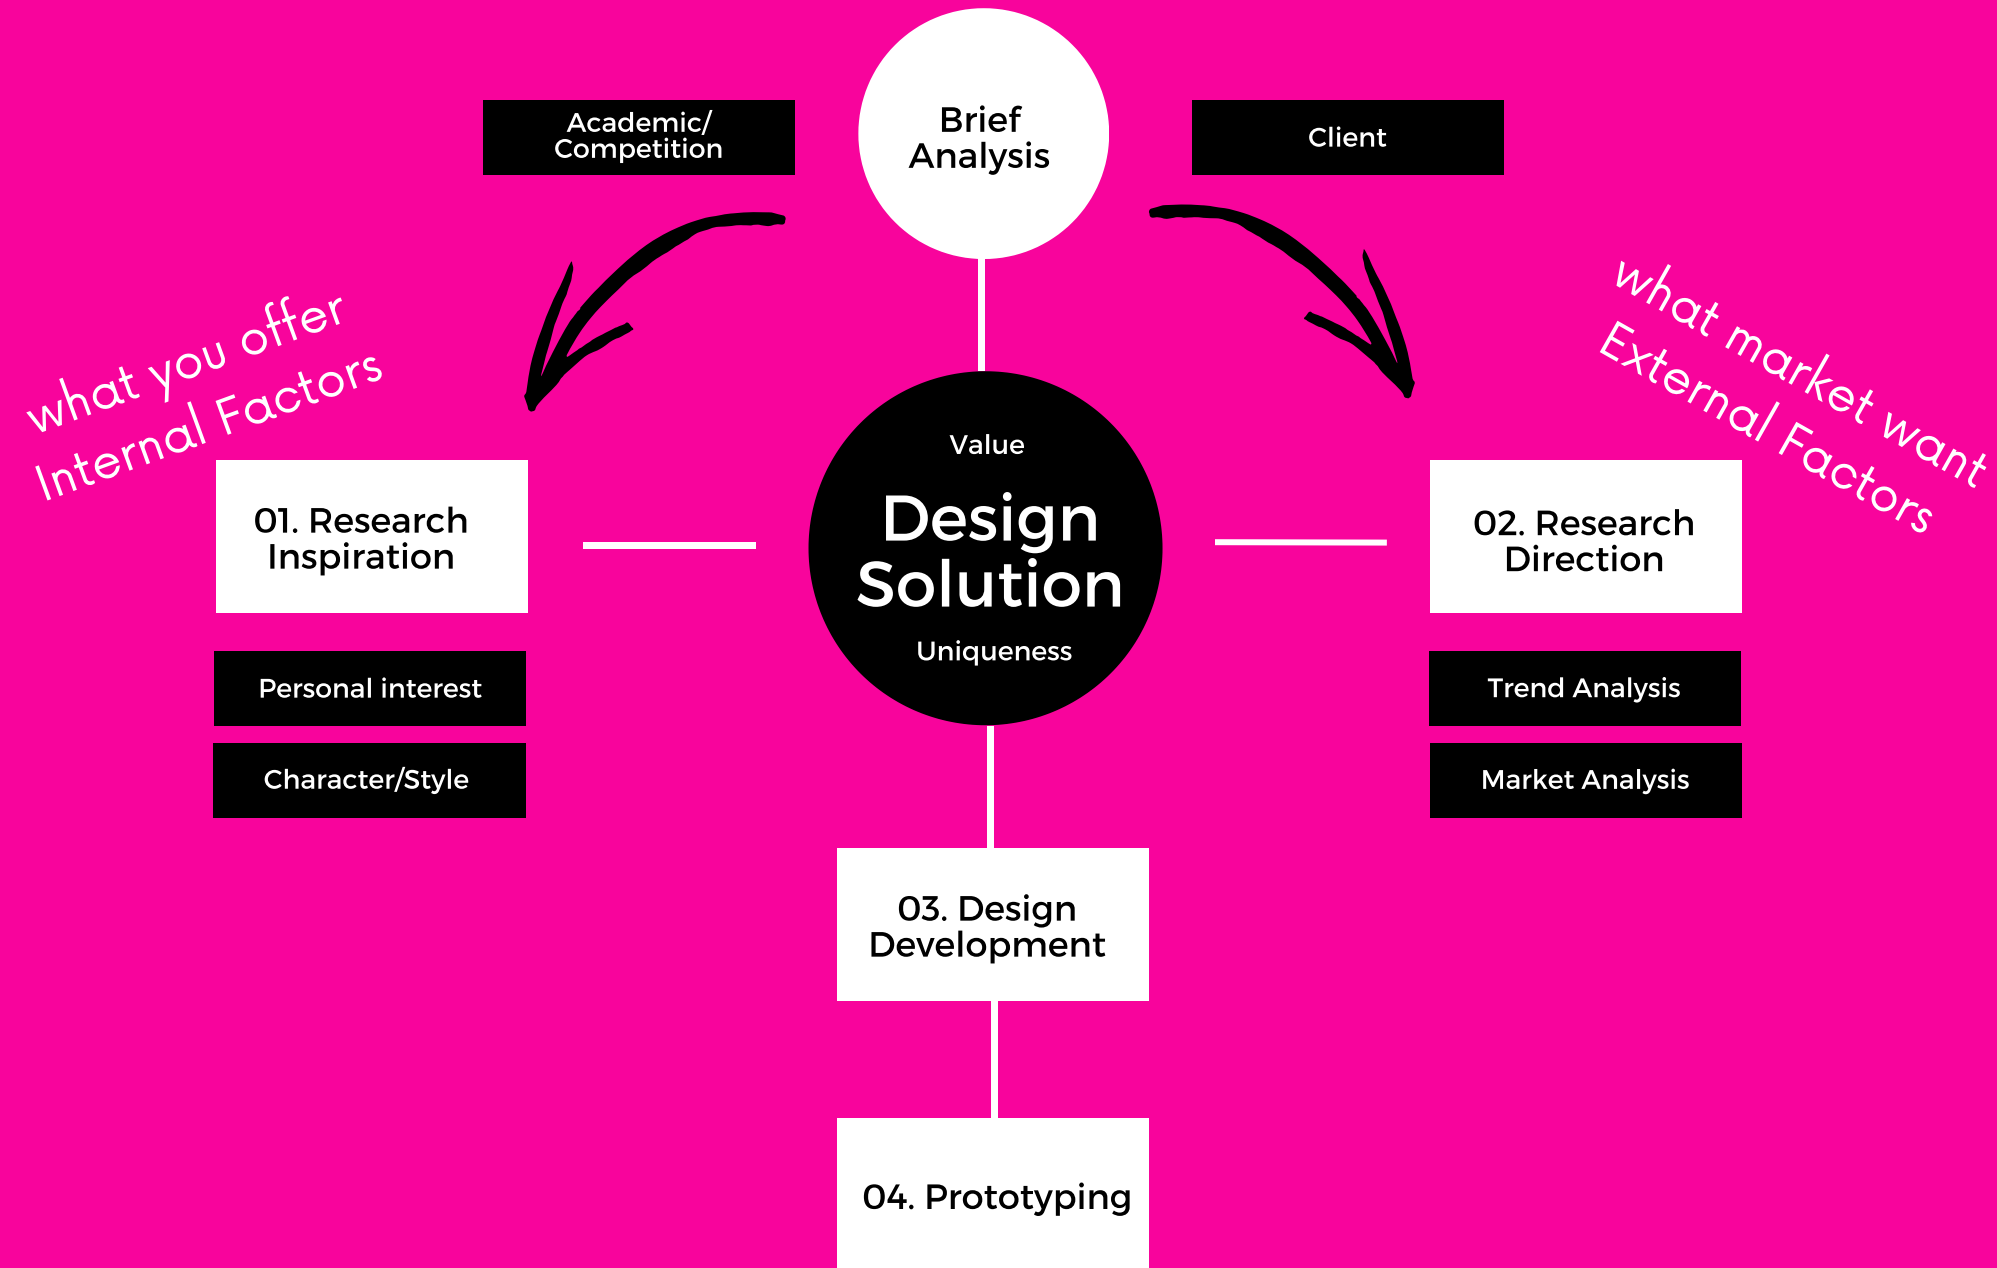 Brief
Analysis
Academic/
Competition
Client
what you offer
Internal Factors
what market want
External Factors
01. Research
Inspiration
Value
Design
Solution
Uniqueness
02. Research
Direction
Personal interest
Character/Style
Trend Analysis
Market Analysis
03. Design
Development
04. Prototyping